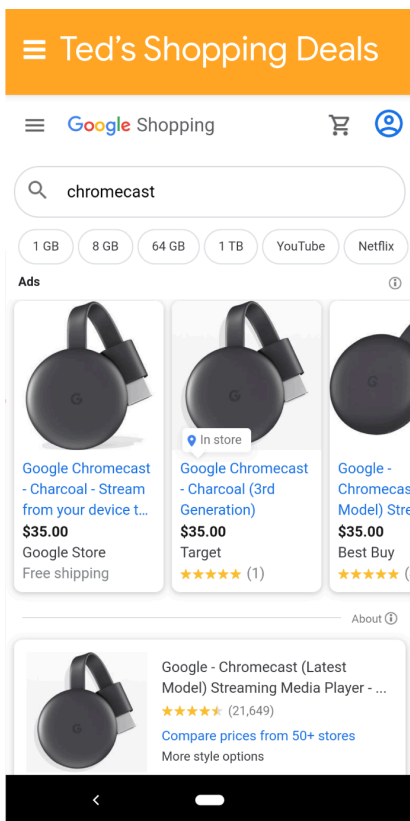 Ted's Shopping Deals
Google Shopping
chromecast
1 GB
8 GB
64 GB
1 TB
YouTube
Netflix
Ads
G
G
G
In store
Google Chromecast
- Charcoal - Stream
from your device t...
$35.00
Google Store
Free shipping
Google Chromecast
- Charcoal (3rd
Generation)
$35.00
Target
(1)
Google -
Chromecas
Model) Stre
$35.00
Best Buy
(
About
G
Google - Chromecast (Latest
Model) Streaming Media Player - ...
(21,649)
Compare prices from 50+ stores
More style options